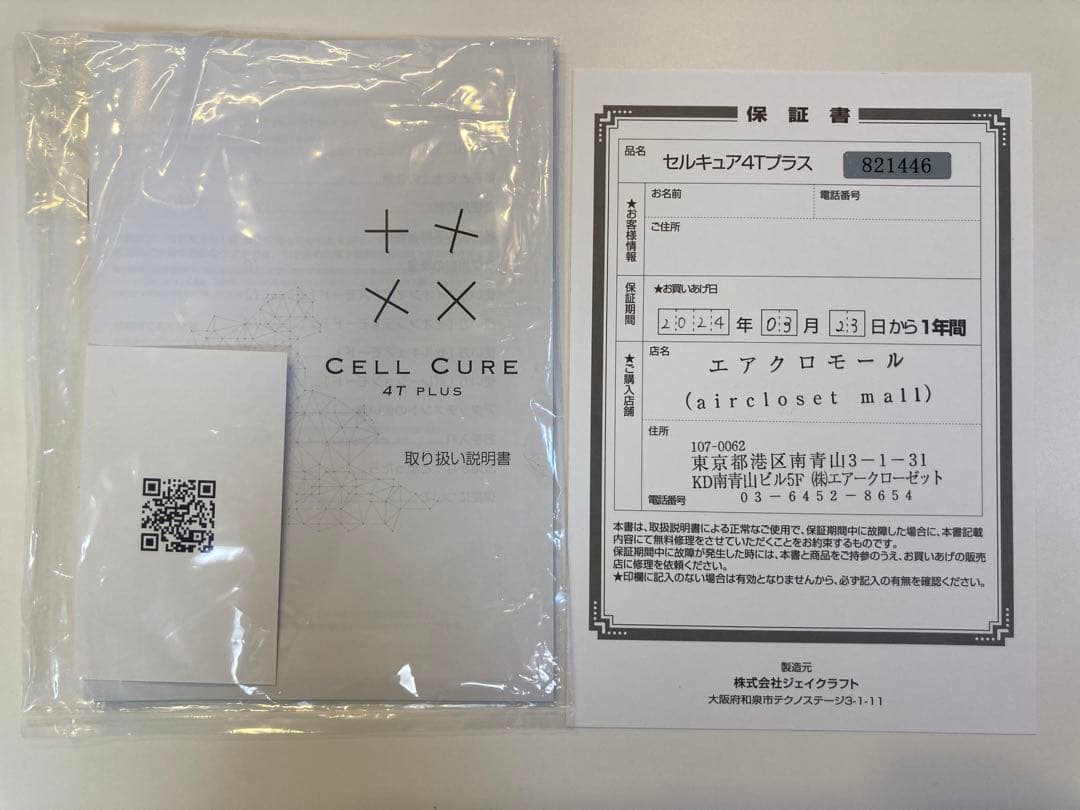 CELL CURE
4T PLUS
取り扱い説明書
保証書
品名 セルキュア4Tプラス 821446
★お客様情報
お名前
電話番号
ご住所
保証期間
★お買いあげ日
2024年03月23日から1年間
★ご購入店舗
店名
エアクロモール
(aircloset mall)
住所
107-0062
東京都港区南青山3-1-31
KD南青山ビル5F ㈱エアークローゼット
電話番号 03-6452-8654
本書は、取扱説明書による正常なご使用で、保証期間中に故障した場合に、本書記載
内容にて無料修理をさせていただくことをお約束するものです。
保証期間中に故障が発生した時には、本書と商品をご持参のうえ、お買いあげの販売
店に修理を依頼ください。
★印欄に記入のない場合は有効となりませんから、必ず記入の有無を確認ください。
製造元
株式会社ジェイクラフト
大阪府和泉市テクノステージ3-1-11